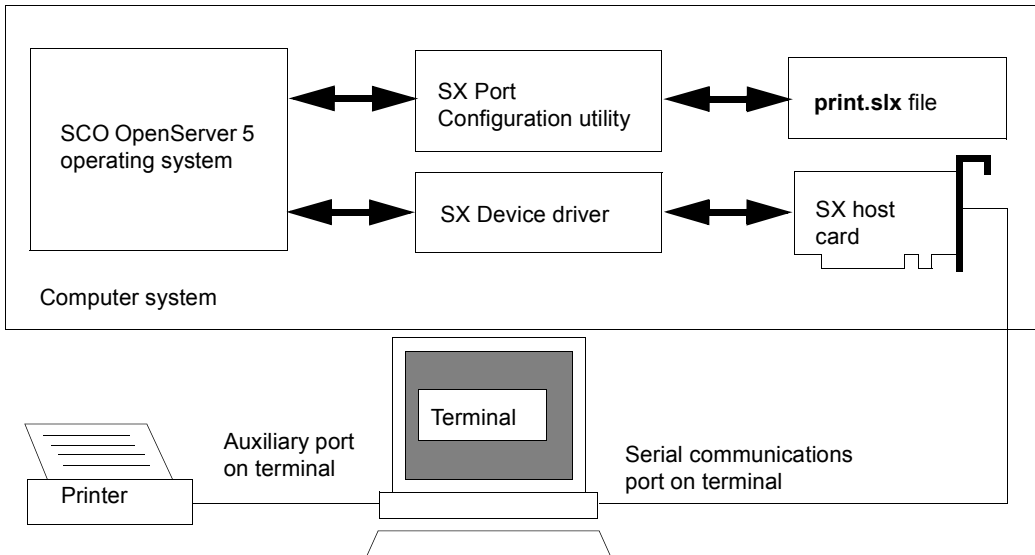 SCO OpenServer 5
operating system
SX Port
Configuration utility
print.slx file
SX Device driver
SX host
card
Computer system
Terminal
Auxiliary port
on terminal
Serial communications
port on terminal
Printer